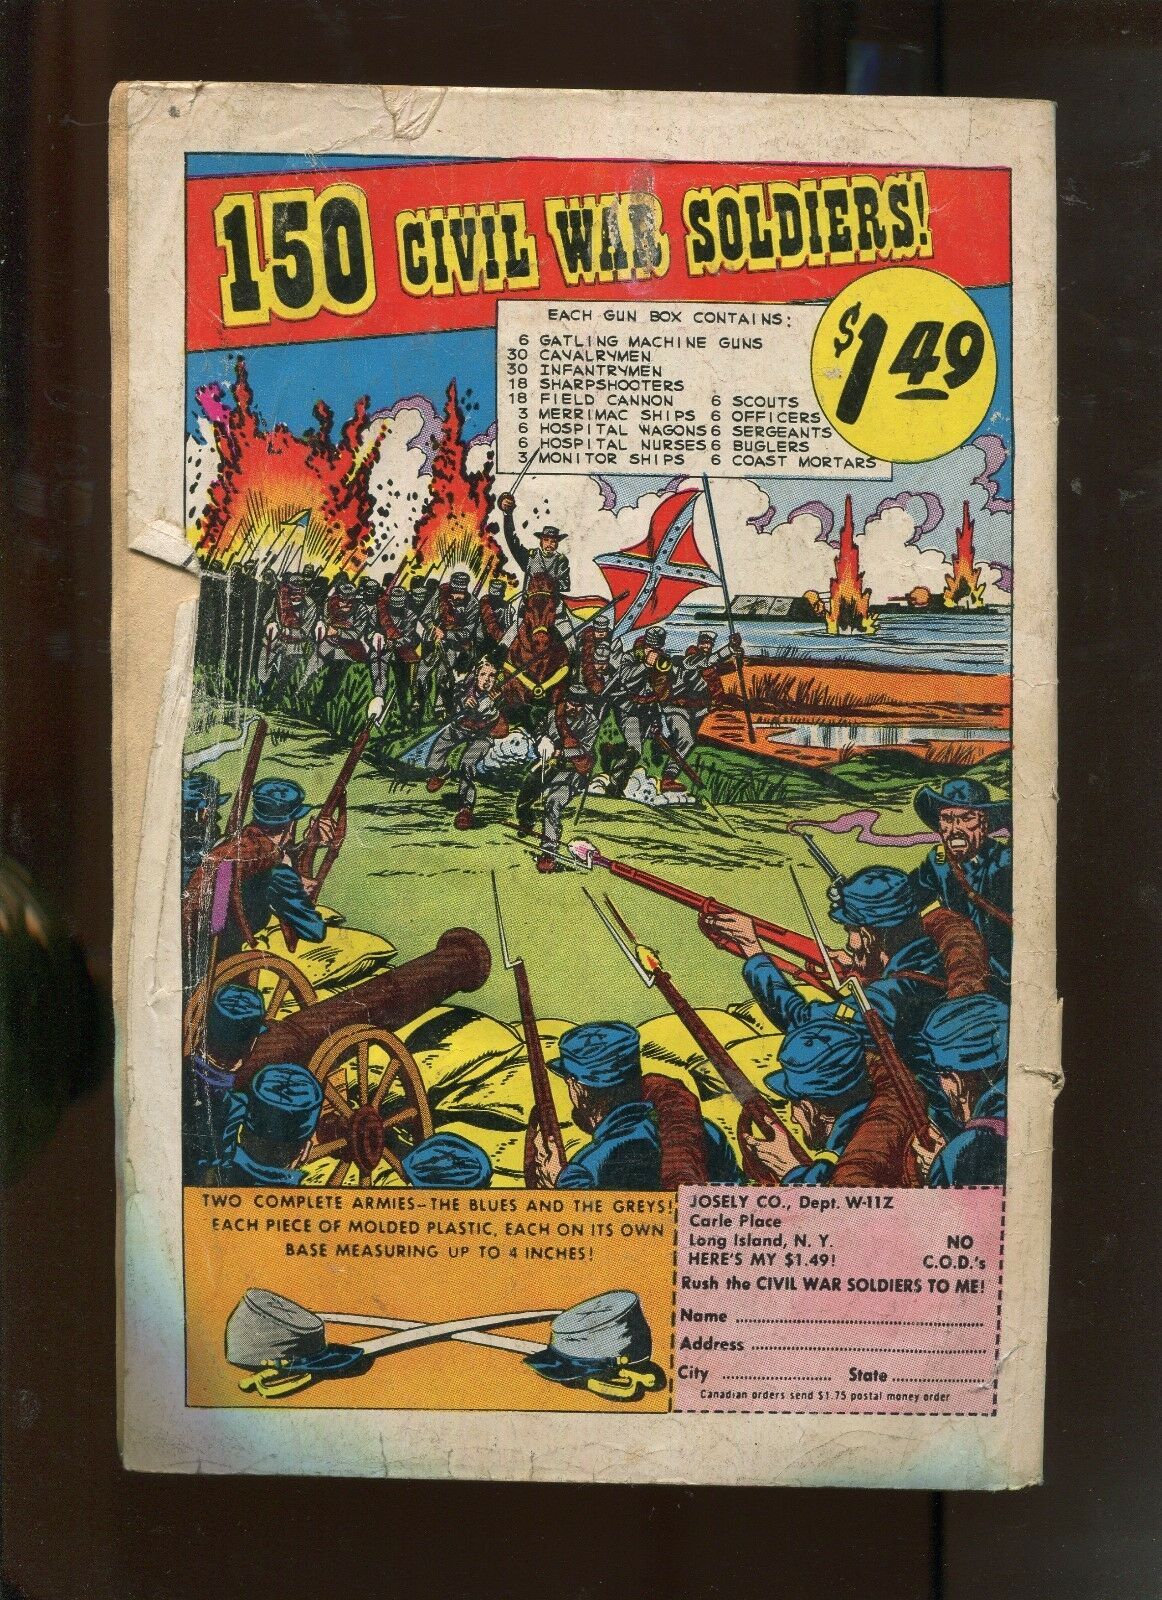 150 CIVIL WAR SOLDIERS!
$1.49
EACH GUN BOX CONTAINS:
6 GATLING MACHINE GUNS
30 CAVALRYMEN
30 INFANTRYMEN
18 SHARPSHOOTERS
18 FIELD CANNON 6 SCOUTS
3 MERRIMAC SHIPS 6 OFFICERS
6 HOSPITAL WAGONS 6 SERGEANTS
6 HOSPITAL NURSES 6 BUGLERS
3 MONITOR SHIPS 6 COAST MORTARS
TWO COMPLETE ARMIES—THE BLUES AND THE GREYS!
EACH PIECE OF MOLDED PLASTIC, EACH ON ITS OWN
BASE MEASURING UP TO 4 INCHES!
JOSELY CO., Dept. W-11Z
Carle Place
Long Island, N. Y.
HERE'S MY $1.49!
NO
C.O.D.'s
Rush the CIVIL WAR SOLDIERS TO ME!
Name
Address
City State
Canadian orders send $1.75 postal money order